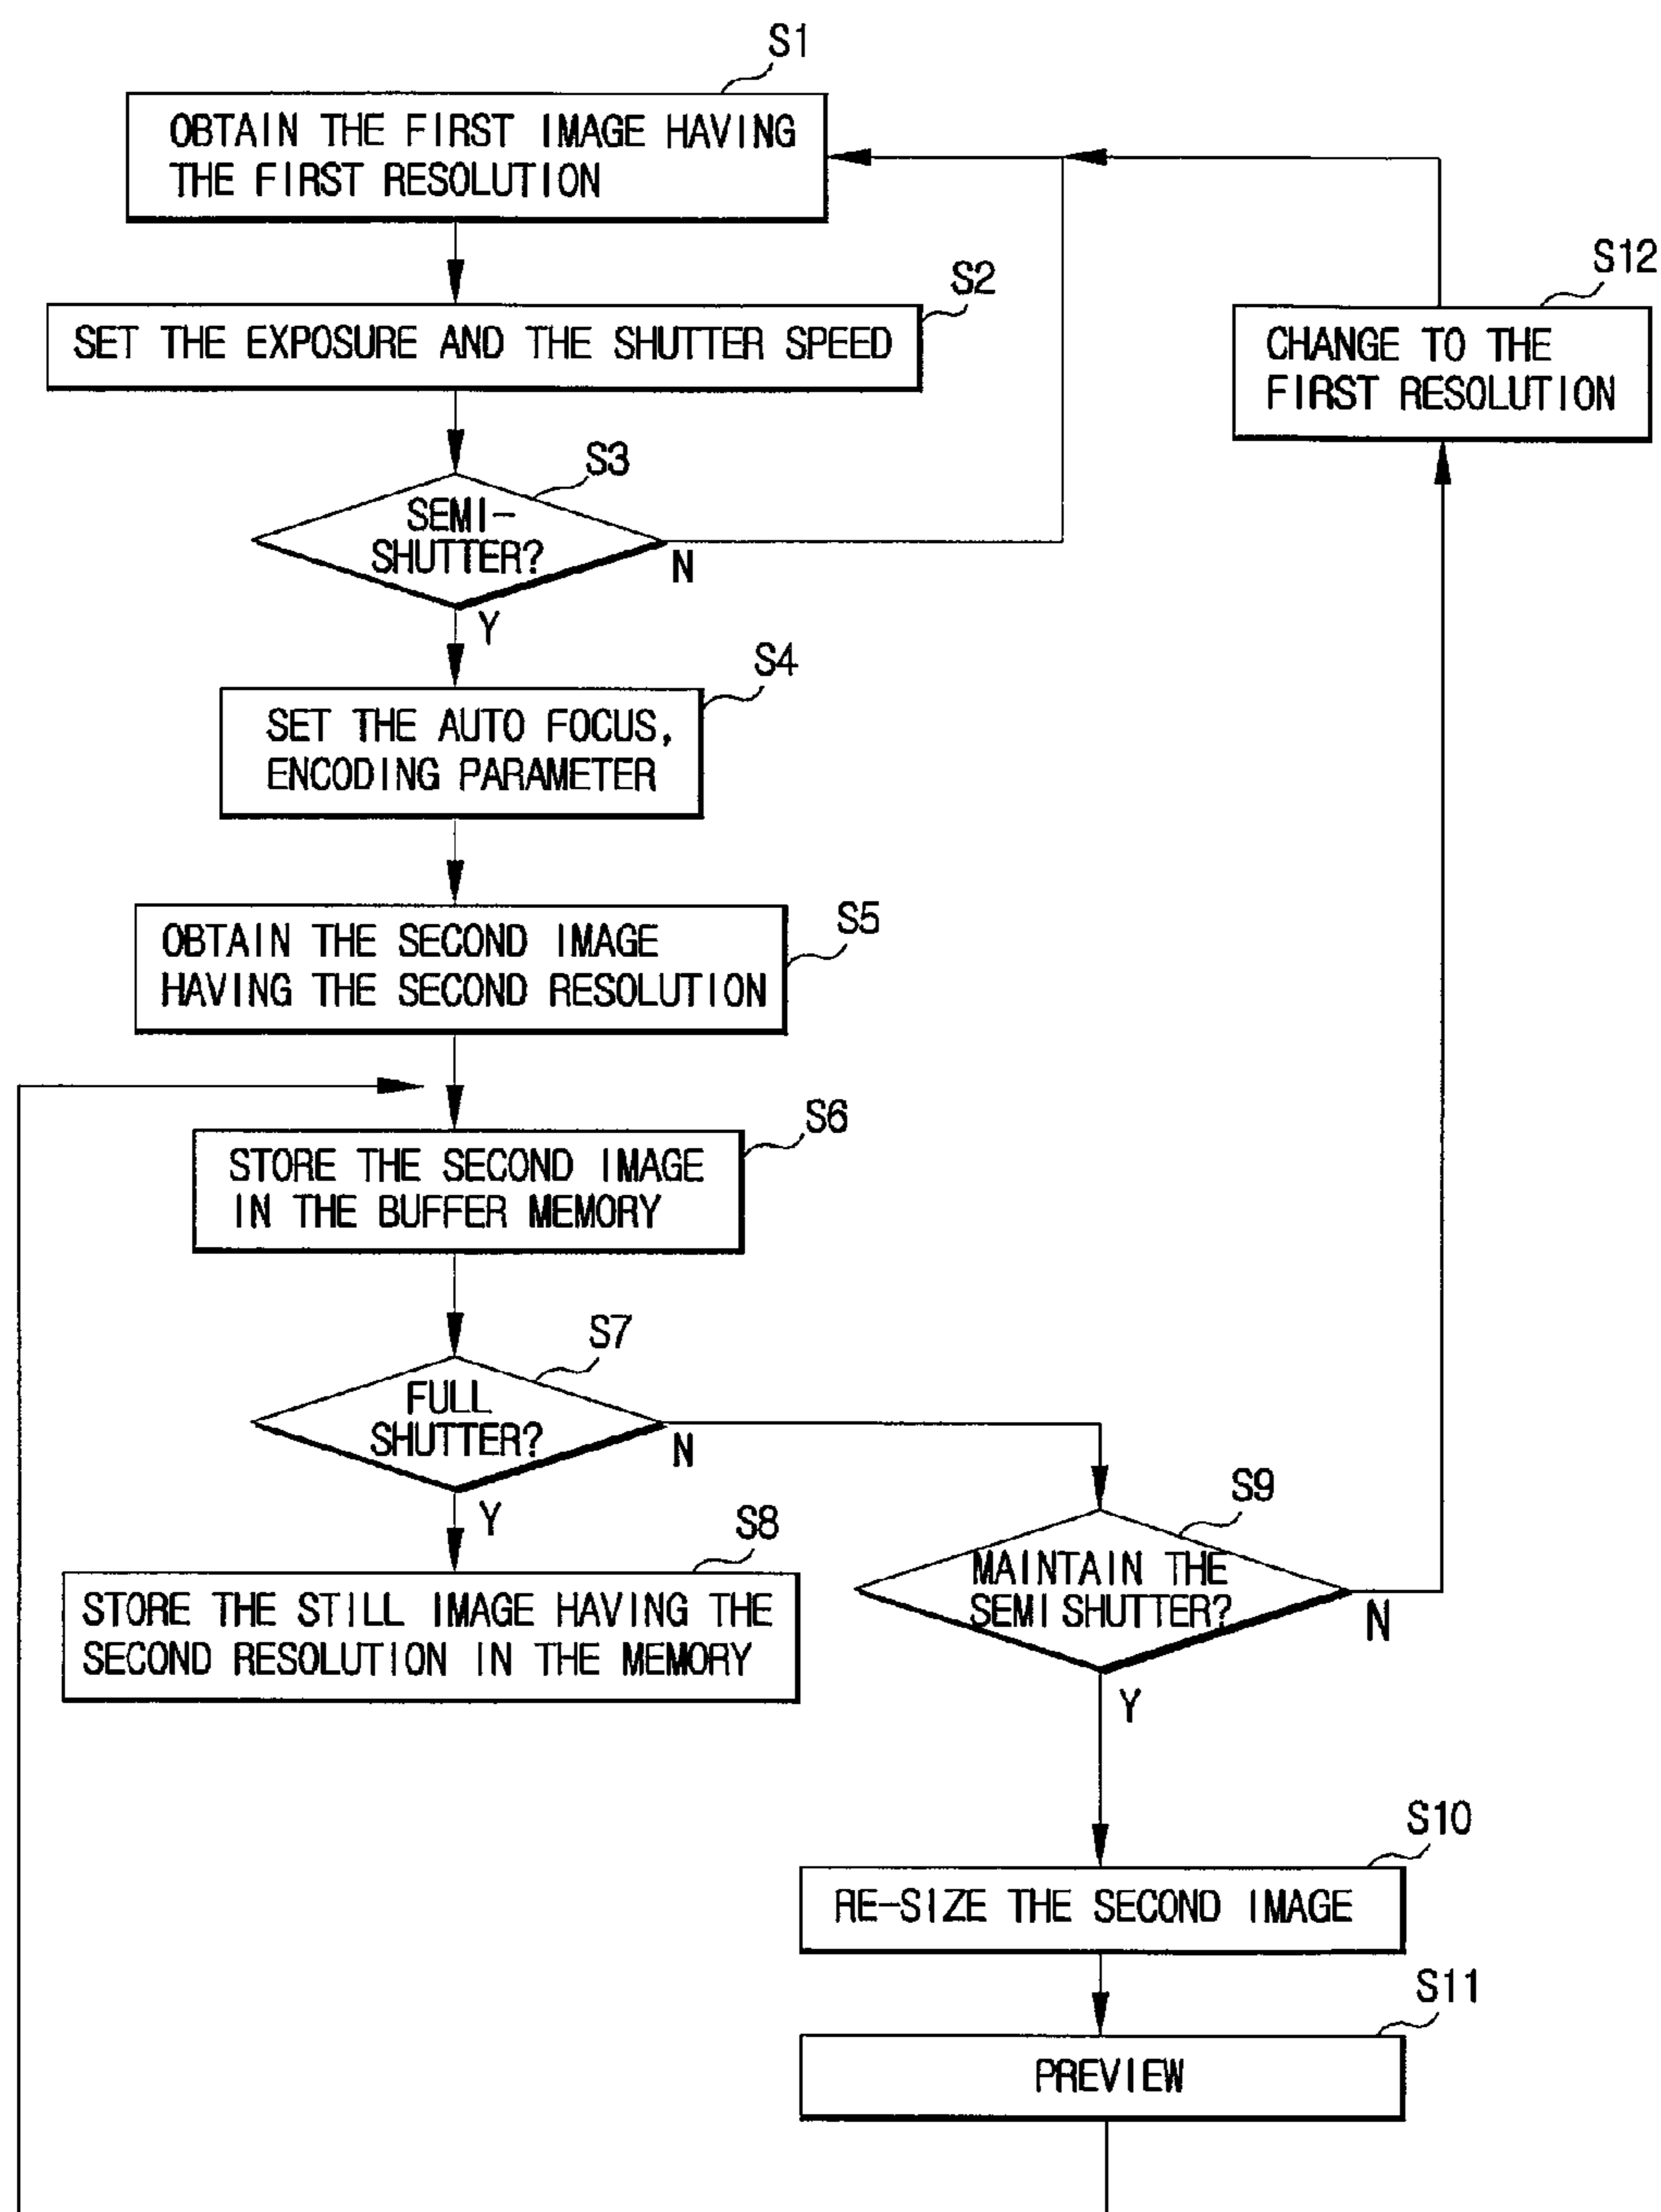 S1
OBTAIN THE FIRST IMAGE HAVING
THE FIRST RESOLUTION
S2
SET THE EXPOSURE AND THE SHUTTER SPEED
S12
CHANGE TO THE
FIRST RESOLUTION
S3
SEMI-
SHUTTER?
N
Y
S4
SET THE AUTO FOCUS,
ENCODING PARAMETER
S5
OBTAIN THE SECOND IMAGE
HAVING THE SECOND RESOLUTION
S6
STORE THE SECOND IMAGE
IN THE BUFFER MEMORY
S7
FULL
SHUTTER?
N
Y
S8
STORE THE STILL IMAGE HAVING THE
SECOND RESOLUTION IN THE MEMORY
S9
MAINTAIN THE
SEMI SHUTTER?
N
Y
S10
RE-SIZE THE SECOND IMAGE
S11
PREVIEW